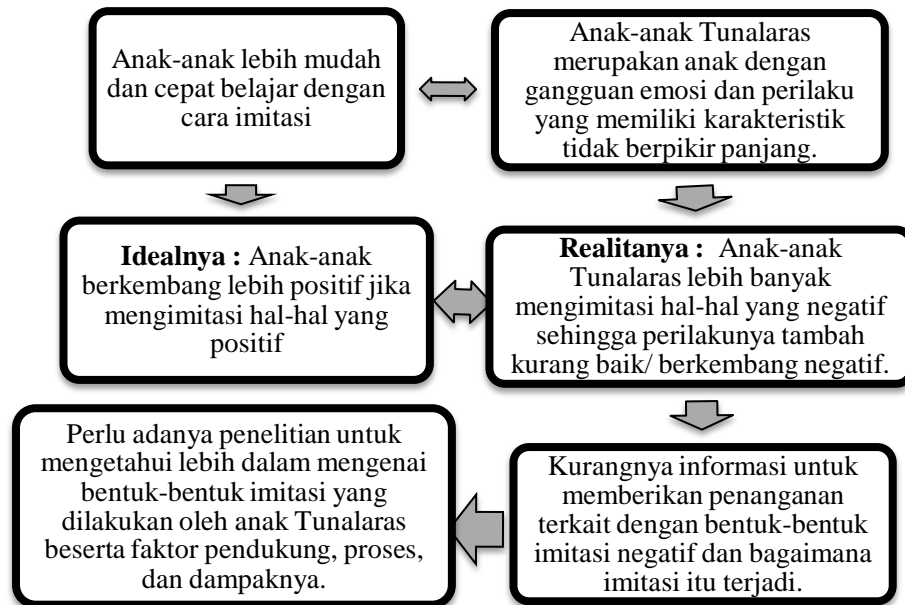 Anak-anak lebih mudah
dan cepat belajar dengan
cara imitasi
Anak-anak Tunalaras
merupakan anak dengan
gangguan emosi dan perilaku
yang memiliki karakteristik
tidak berpikir panjang.
Idealnya : Anak-anak
berkembang lebih positif jika
mengimitasi hal-hal yang
positif
Realitanya : Anak-anak
Tunalaras lebih banyak
mengimitasi hal-hal yang negatif
sehingga perilakunya tambah
kurang baik/ berkembang negatif.
Kurangnya informasi untuk
memberikan penanganan
terkait dengan bentuk-bentuk
imitasi negatif dan bagaimana
imitasi itu terjadi.
Perlu adanya penelitian untuk
mengetahui lebih dalam mengenai
bentuk-bentuk imitasi yang
dilakukan oleh anak Tunalaras
beserta faktor pendukung, proses,
dan dampaknya.